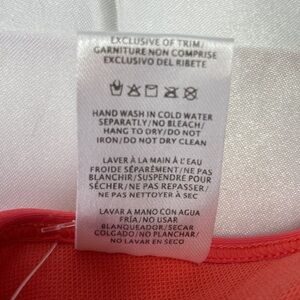 EXCLUSIVE OF TRIM/
GARNITURE NON COMPRISE
EXCLUSIVO DEL RIBETE
HAND WASH IN COLD WATER
SEPARATLY/NO BLEACH/
HANG TO DRY/DO NOT
IRON/DO NOT DRY CLEAN
LAVER À LA MAIN À L'EAU
FROIDE SÉPARÉMENT/NE PAS
BLANCHIR/SUSPENDRE POUR
SÉCHER/NE PAS REPASSER/
NE PAS NETTOYER À SEC
LAVAR A MANO CON AGUA
FRÍA/NO USAR
BLANQUEADOR/SECAR
COLGADO/NO PLANCHAR/
NO LAVAR EN SECO